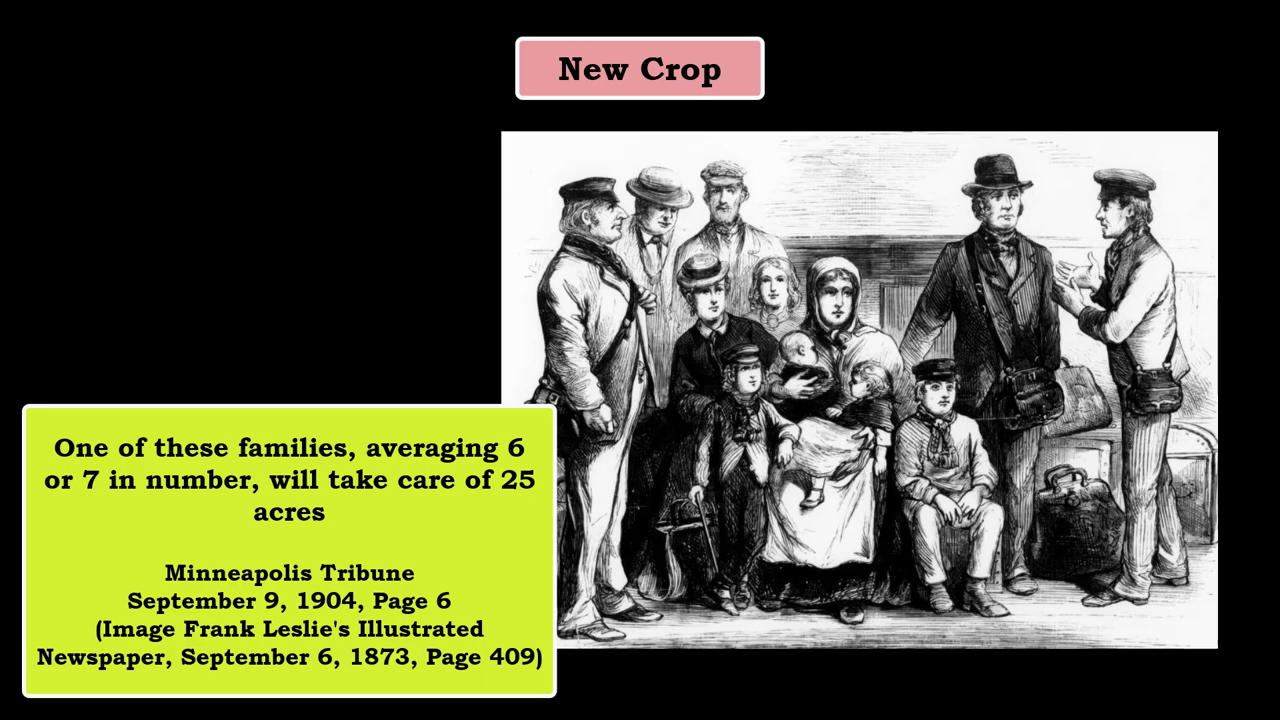 New Crop
One of these families, averaging 6
or 7 in number, will take care of 25
acres
Minneapolis Tribune
September 9, 1904, Page 6
(Image Frank Leslie's Illustrated
Newspaper, September 6, 1873, Page 409)